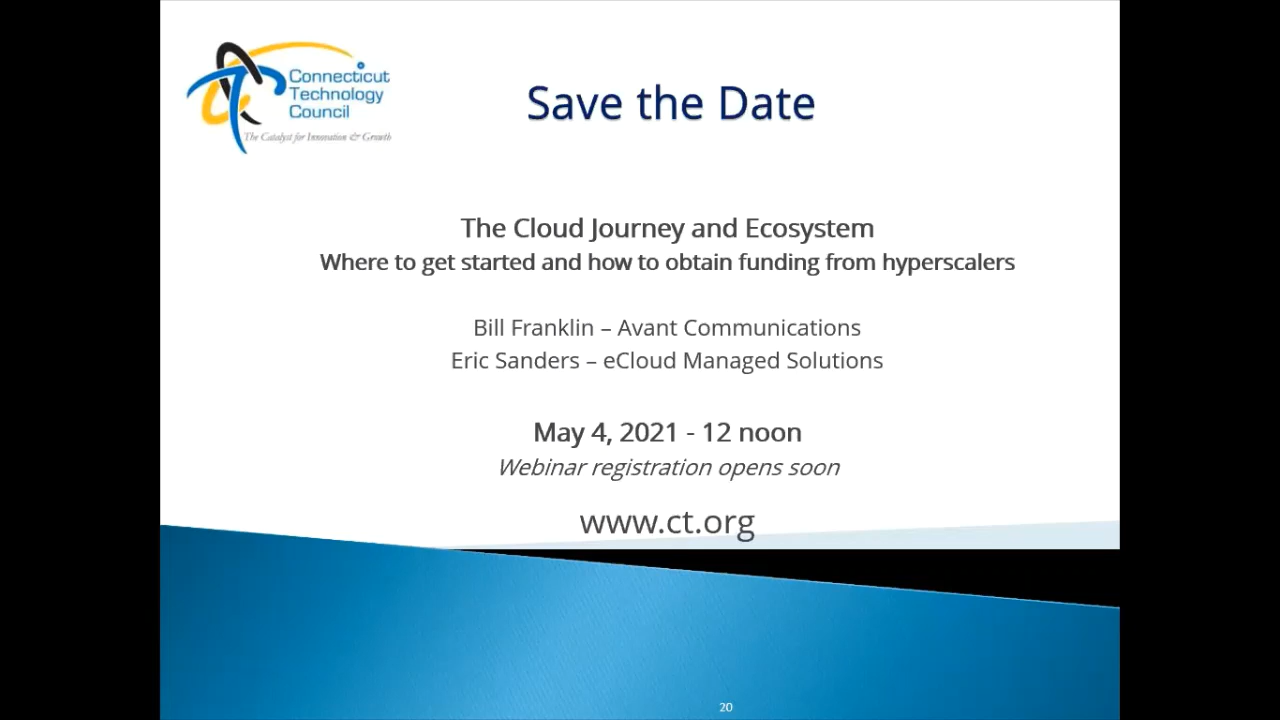 Connecticut
Technology
Council
The Catalyst for Innovation & Growth
Save the Date
The Cloud Journey and Ecosystem
Where to get started and how to obtain funding from hyperscalers
Bill Franklin – Avant Communications
Eric Sanders – eCloud Managed Solutions
May 4, 2021 - 12 noon
Webinar registration opens soon
www.ct.org
20